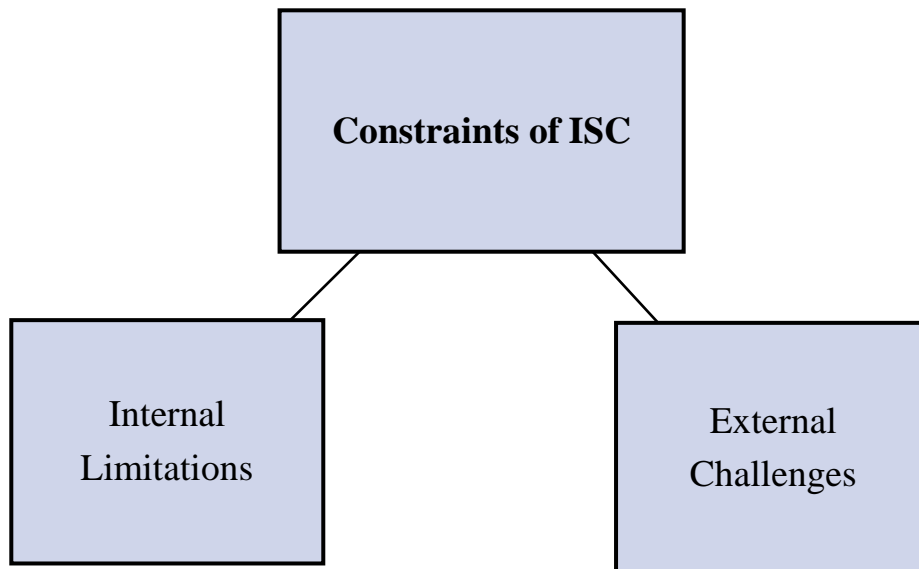 Constraints of ISC
Internal
Limitations
External
Challenges